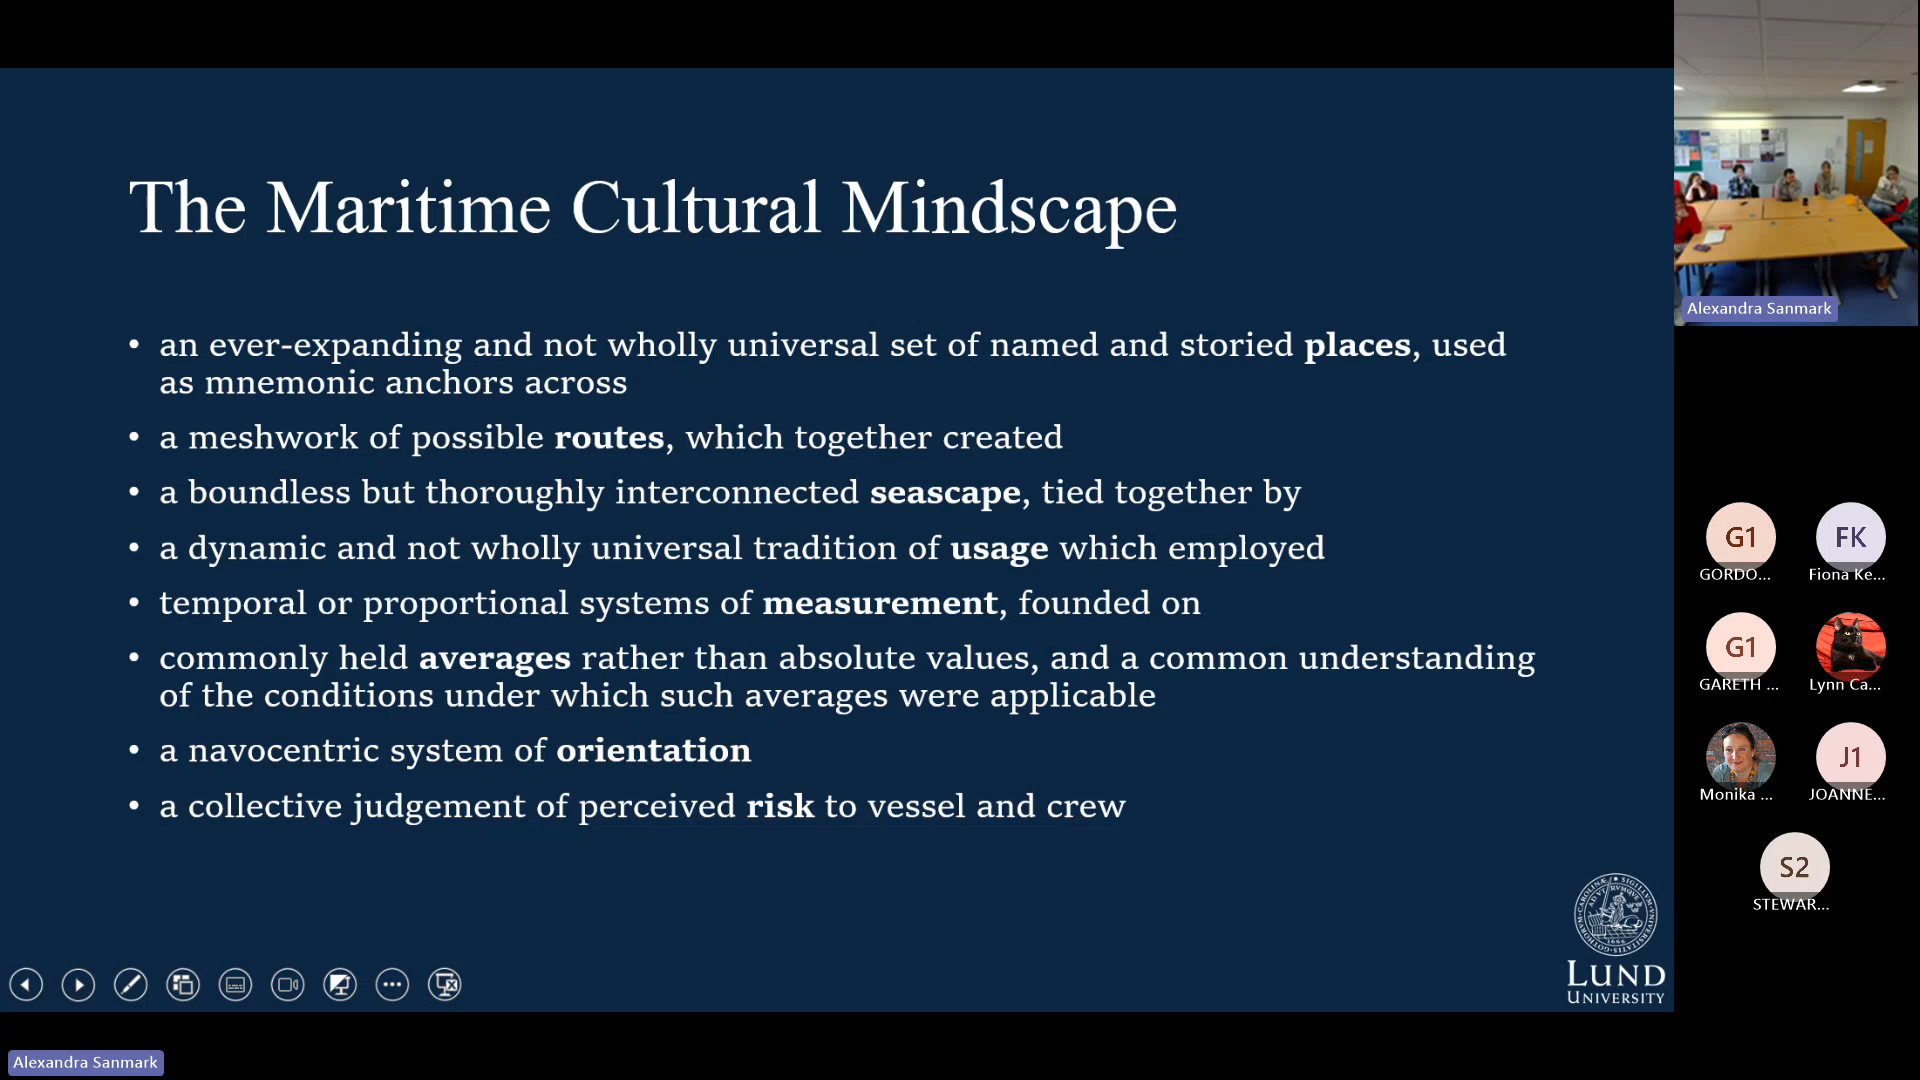 The Maritime Cultural Mindscape
• an ever-expanding and not wholly universal set of named and storied places, used
as mnemonic anchors across
• a meshwork of possible routes, which together created
• a boundless but thoroughly interconnected seascape, tied together by
• a dynamic and not wholly universal tradition of usage which employed
• temporal or proportional systems of measurement, founded on
• commonly held averages rather than absolute values, and a common understanding
of the conditions under which such averages were applicable
• a navocentric system of orientation
• a collective judgement of perceived risk to vessel and crew
LUND
UNIVERSITY
Alexandra Sanmark
Alexandra Sanmark
G1
GORDO...
FK
Fiona Ke...
G1
GARETH ...
Lynn Ca...
Monika ...
J1
JOANNE...
S2
STEWAR...